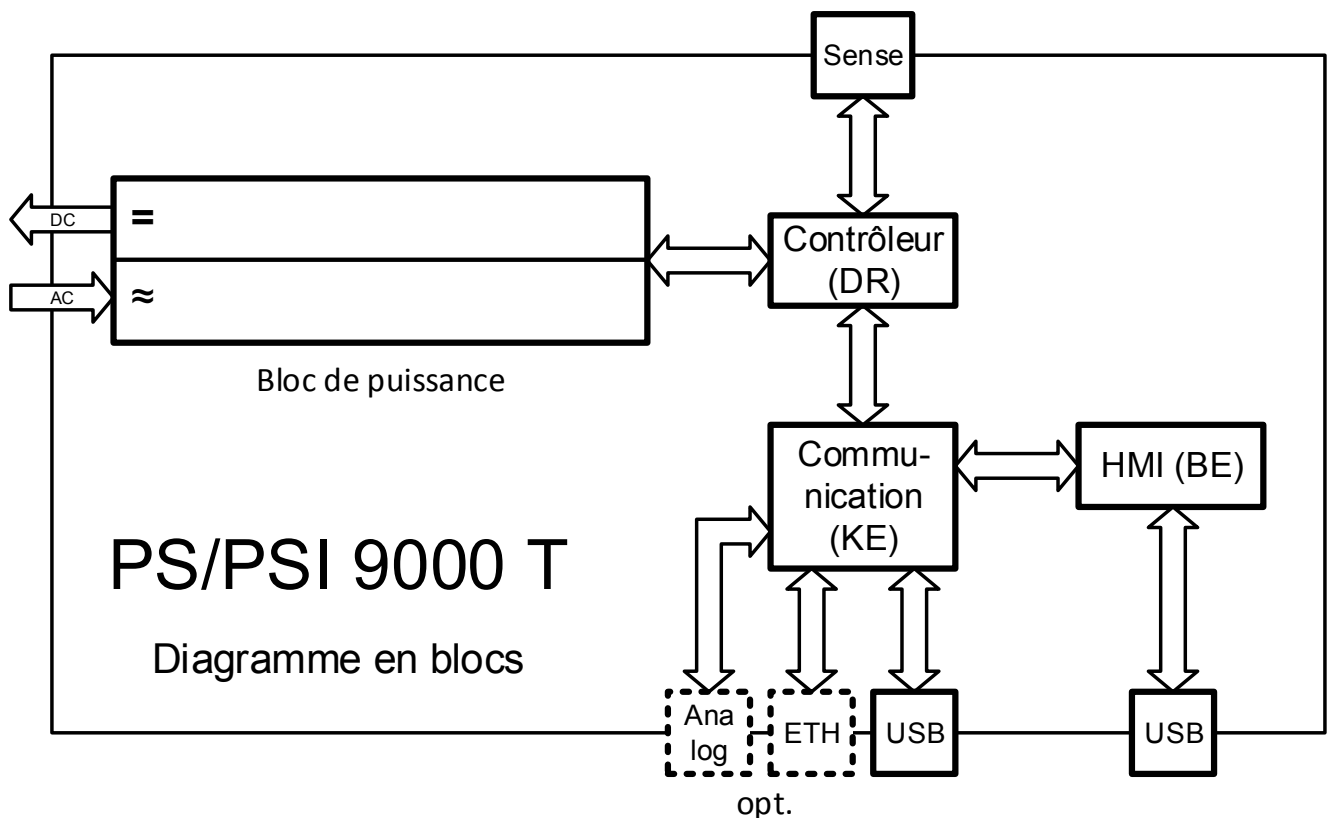 Sense
DC
=
Contrôleur
(DR)
AC
≈
Bloc de puissance
Commu-
nication
(KE)
HMI (BE)
PS/PSI 9000 T
Diagramme en blocs
Ana
log
ETH
USB
USB
opt.